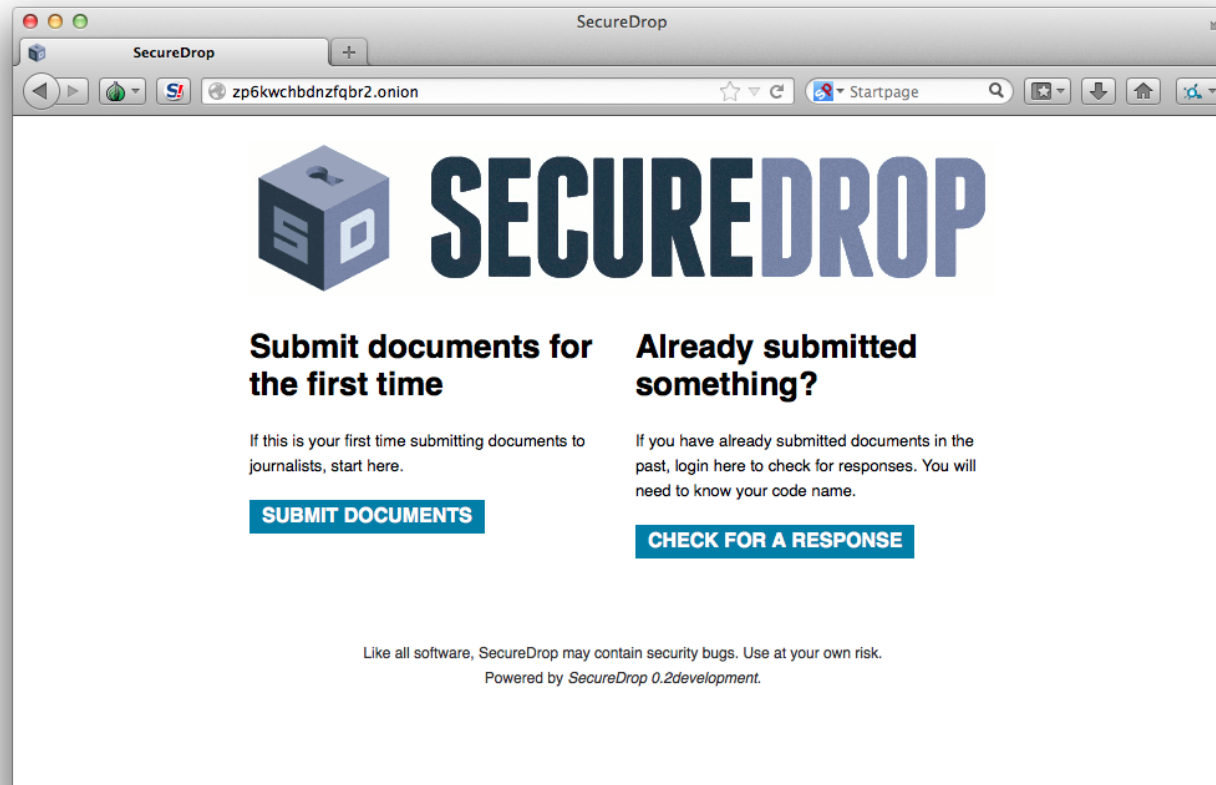 SecureDrop
SecureDrop
zp6kwchbdnzfqbr2.onion
Startpage
S D
SECUREDROP
Submit documents for
the first time
If this is your first time submitting documents to
journalists, start here.
SUBMIT DOCUMENTS
Already submitted
something?
If you have already submitted documents in the
past, login here to check for responses. You will
need to know your code name.
CHECK FOR A RESPONSE
Like all software, SecureDrop may contain security bugs. Use at your own risk.
Powered by SecureDrop 0.2development.